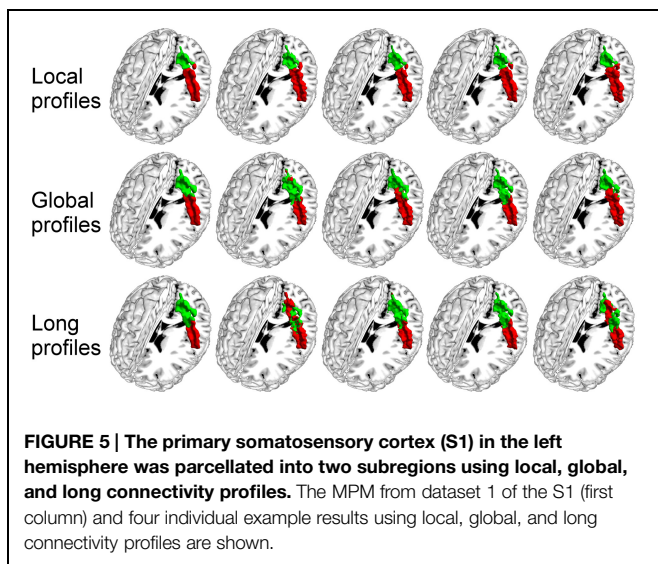 Local
profiles
Global
profiles
Long
profiles
FIGURE 5 | The primary somatosensory cortex (S1) in the left
hemisphere was parcellated into two subregions using local, global,
and long connectivity profiles. The MPM from dataset 1 of the S1 (first
column) and four individual example results using local, global, and long
connectivity profiles are shown.